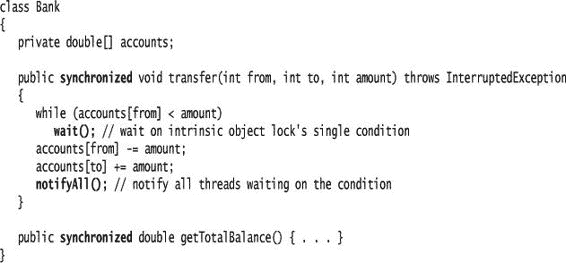 class Bank
{
   private double[] accounts;

   public synchronized void transfer(int from, int to, int amount) throws InterruptedException
   {
      while (accounts[from] < amount)
         wait(); // wait on intrinsic object lock's single condition
      accounts[from] -= amount;
      accounts[to] += amount;
      notifyAll(); // notify all threads waiting on the condition
   }

   public synchronized double getTotalBalance() { . . . }
}